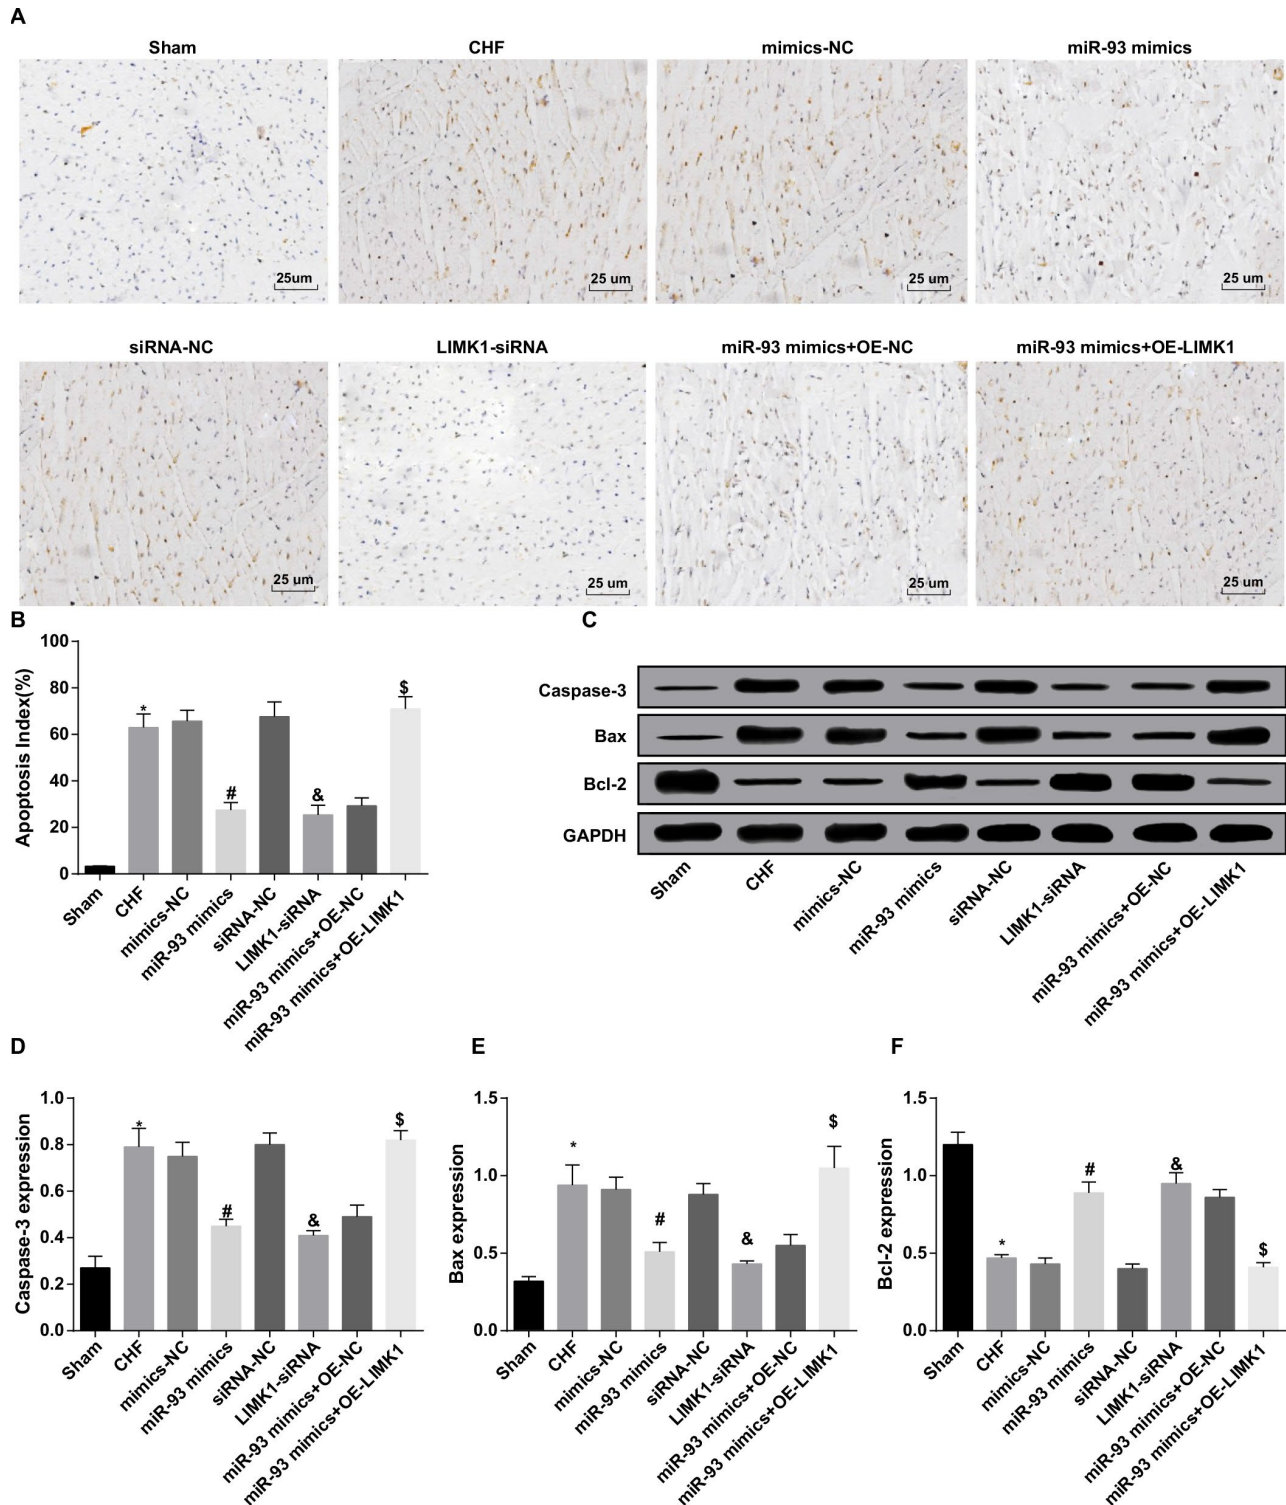 A
Sham
CHF
mimics-NC
miR-93 mimics
25um
25 um
25 um
25 um
siRNA-NC
LIMK1-siRNA
miR-93 mimics+OE-NC
miR-93 mimics+OE-LIMK1
25 μm
25 um
25 um
25 um
B
Apoptosis Index(%)
100
80
60
40
20
0
*
#
&
$
Sham
CHF
mimics-NC
miR-93 mimics
siRNA-NC
LIMK1-siRNA
miR-93 mimics+OE-NC
miR-93 mimics+OE-LIMK1
C
Caspase-3
Bax
Bcl-2
GAPDH
Sham
CHF
mimics-NC
miR-93 mimics
siRNA-NC
LIMK1-siRNA
miR-93 mimics+OE-NC
miR-93 mimics+OE- LIMK1
D
Caspase-3 expression
1.0
0.8
0.6
0.4
0.2
0.0
*
#
&
$
Sham
CHF
mimics-NC
miR-93 mimics
siRNA-NC
LIMK1-siRNA
miR-93 mimics+OE-NC
miR-93 mimics+OE-LIMK1
E
Bax expression
1.5
1.0
0.5
0.0
*
#
&
$
Sham
CHF
mimics-NC
miR-93 mimics
siRNA-NC
LIMK1-siRNA
miR-93 mimics+OE-NC
miR-93 mimics+OE-LIMK1
F
Bcl-2 expression
1.5
1.0
0.5
0.0
*
#
&
$
Sham
CHF
mimics-NC
miR-93 mimics
siRNA-NC
LIMK1-siRNA
miR-93 mimics+OE-NC
miR-93 mimics+OE-LIMK1